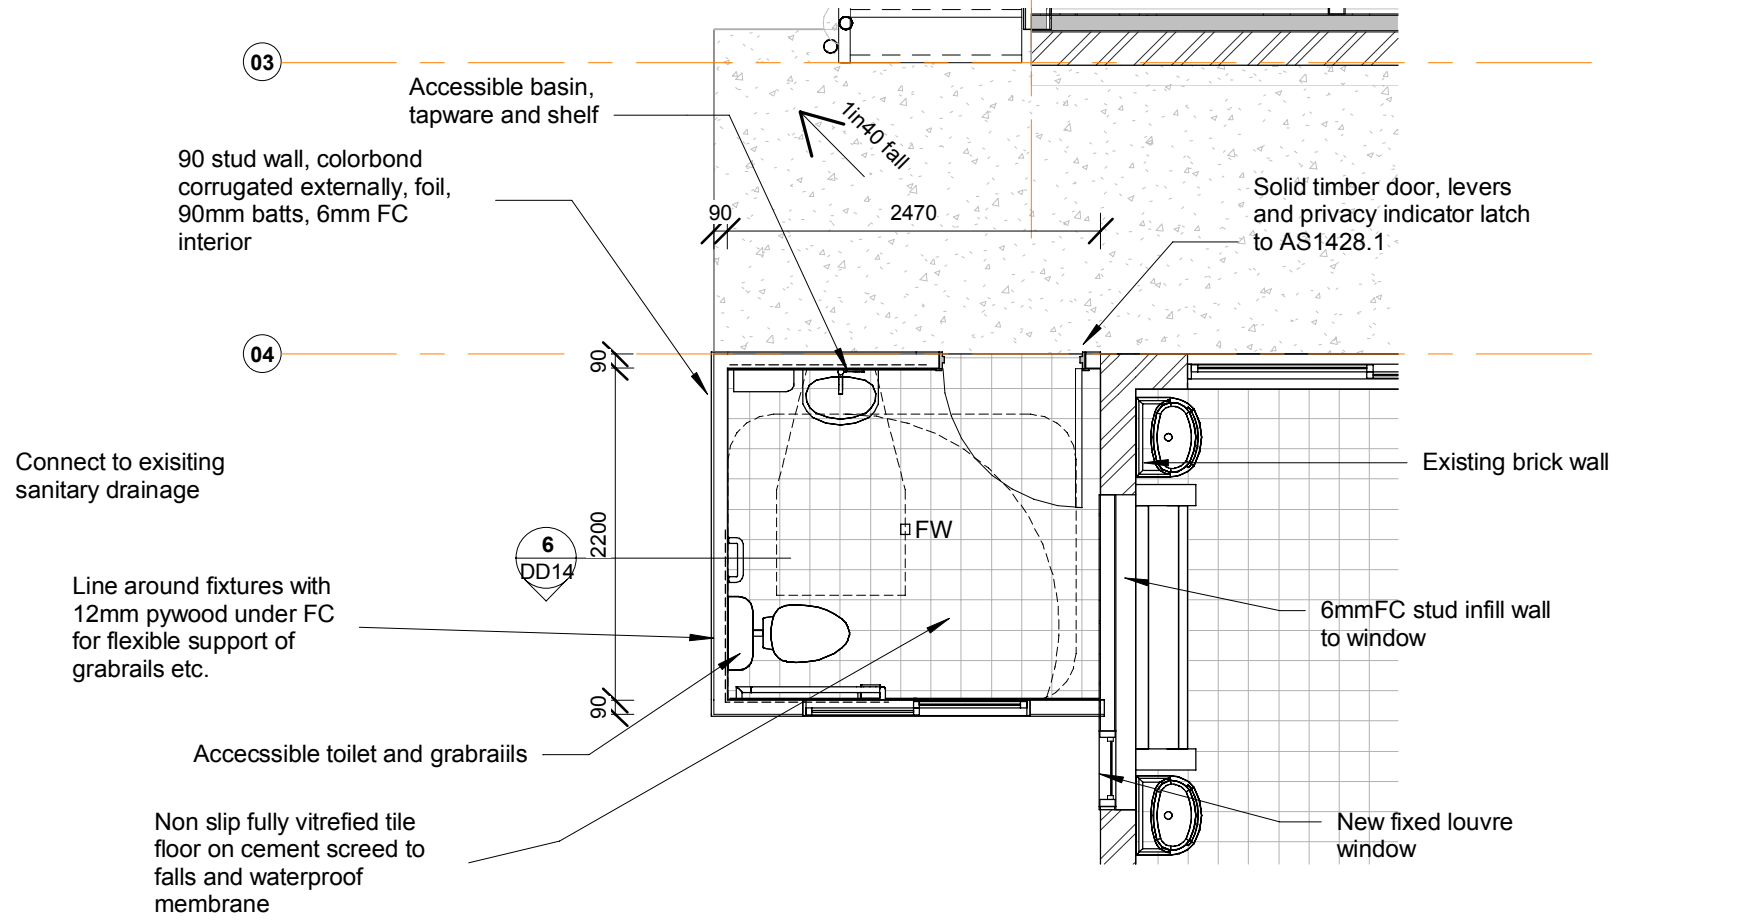 03
Accessible basin,
tapware and shelf
1in40 fall
90 stud wall, colorbond
corrugated externally, foil,
90mm batts, 6mm FC
interior
Solid timber door, levers
and privacy indicator latch
to AS1428.1
90
2470
04
90
Connect to exisiting
sanitary drainage
Existing brick wall
2200
6
DD14
FW
Line around fixtures with
12mm pywood under FC
for flexible support of
grabrails etc.
6mmFC stud infill wall
to window
90
Accecssible toilet and grabraiils
Non slip fully vitrefied tile
floor on cement screed to
falls and waterproof
membrane
New fixed louvre
window